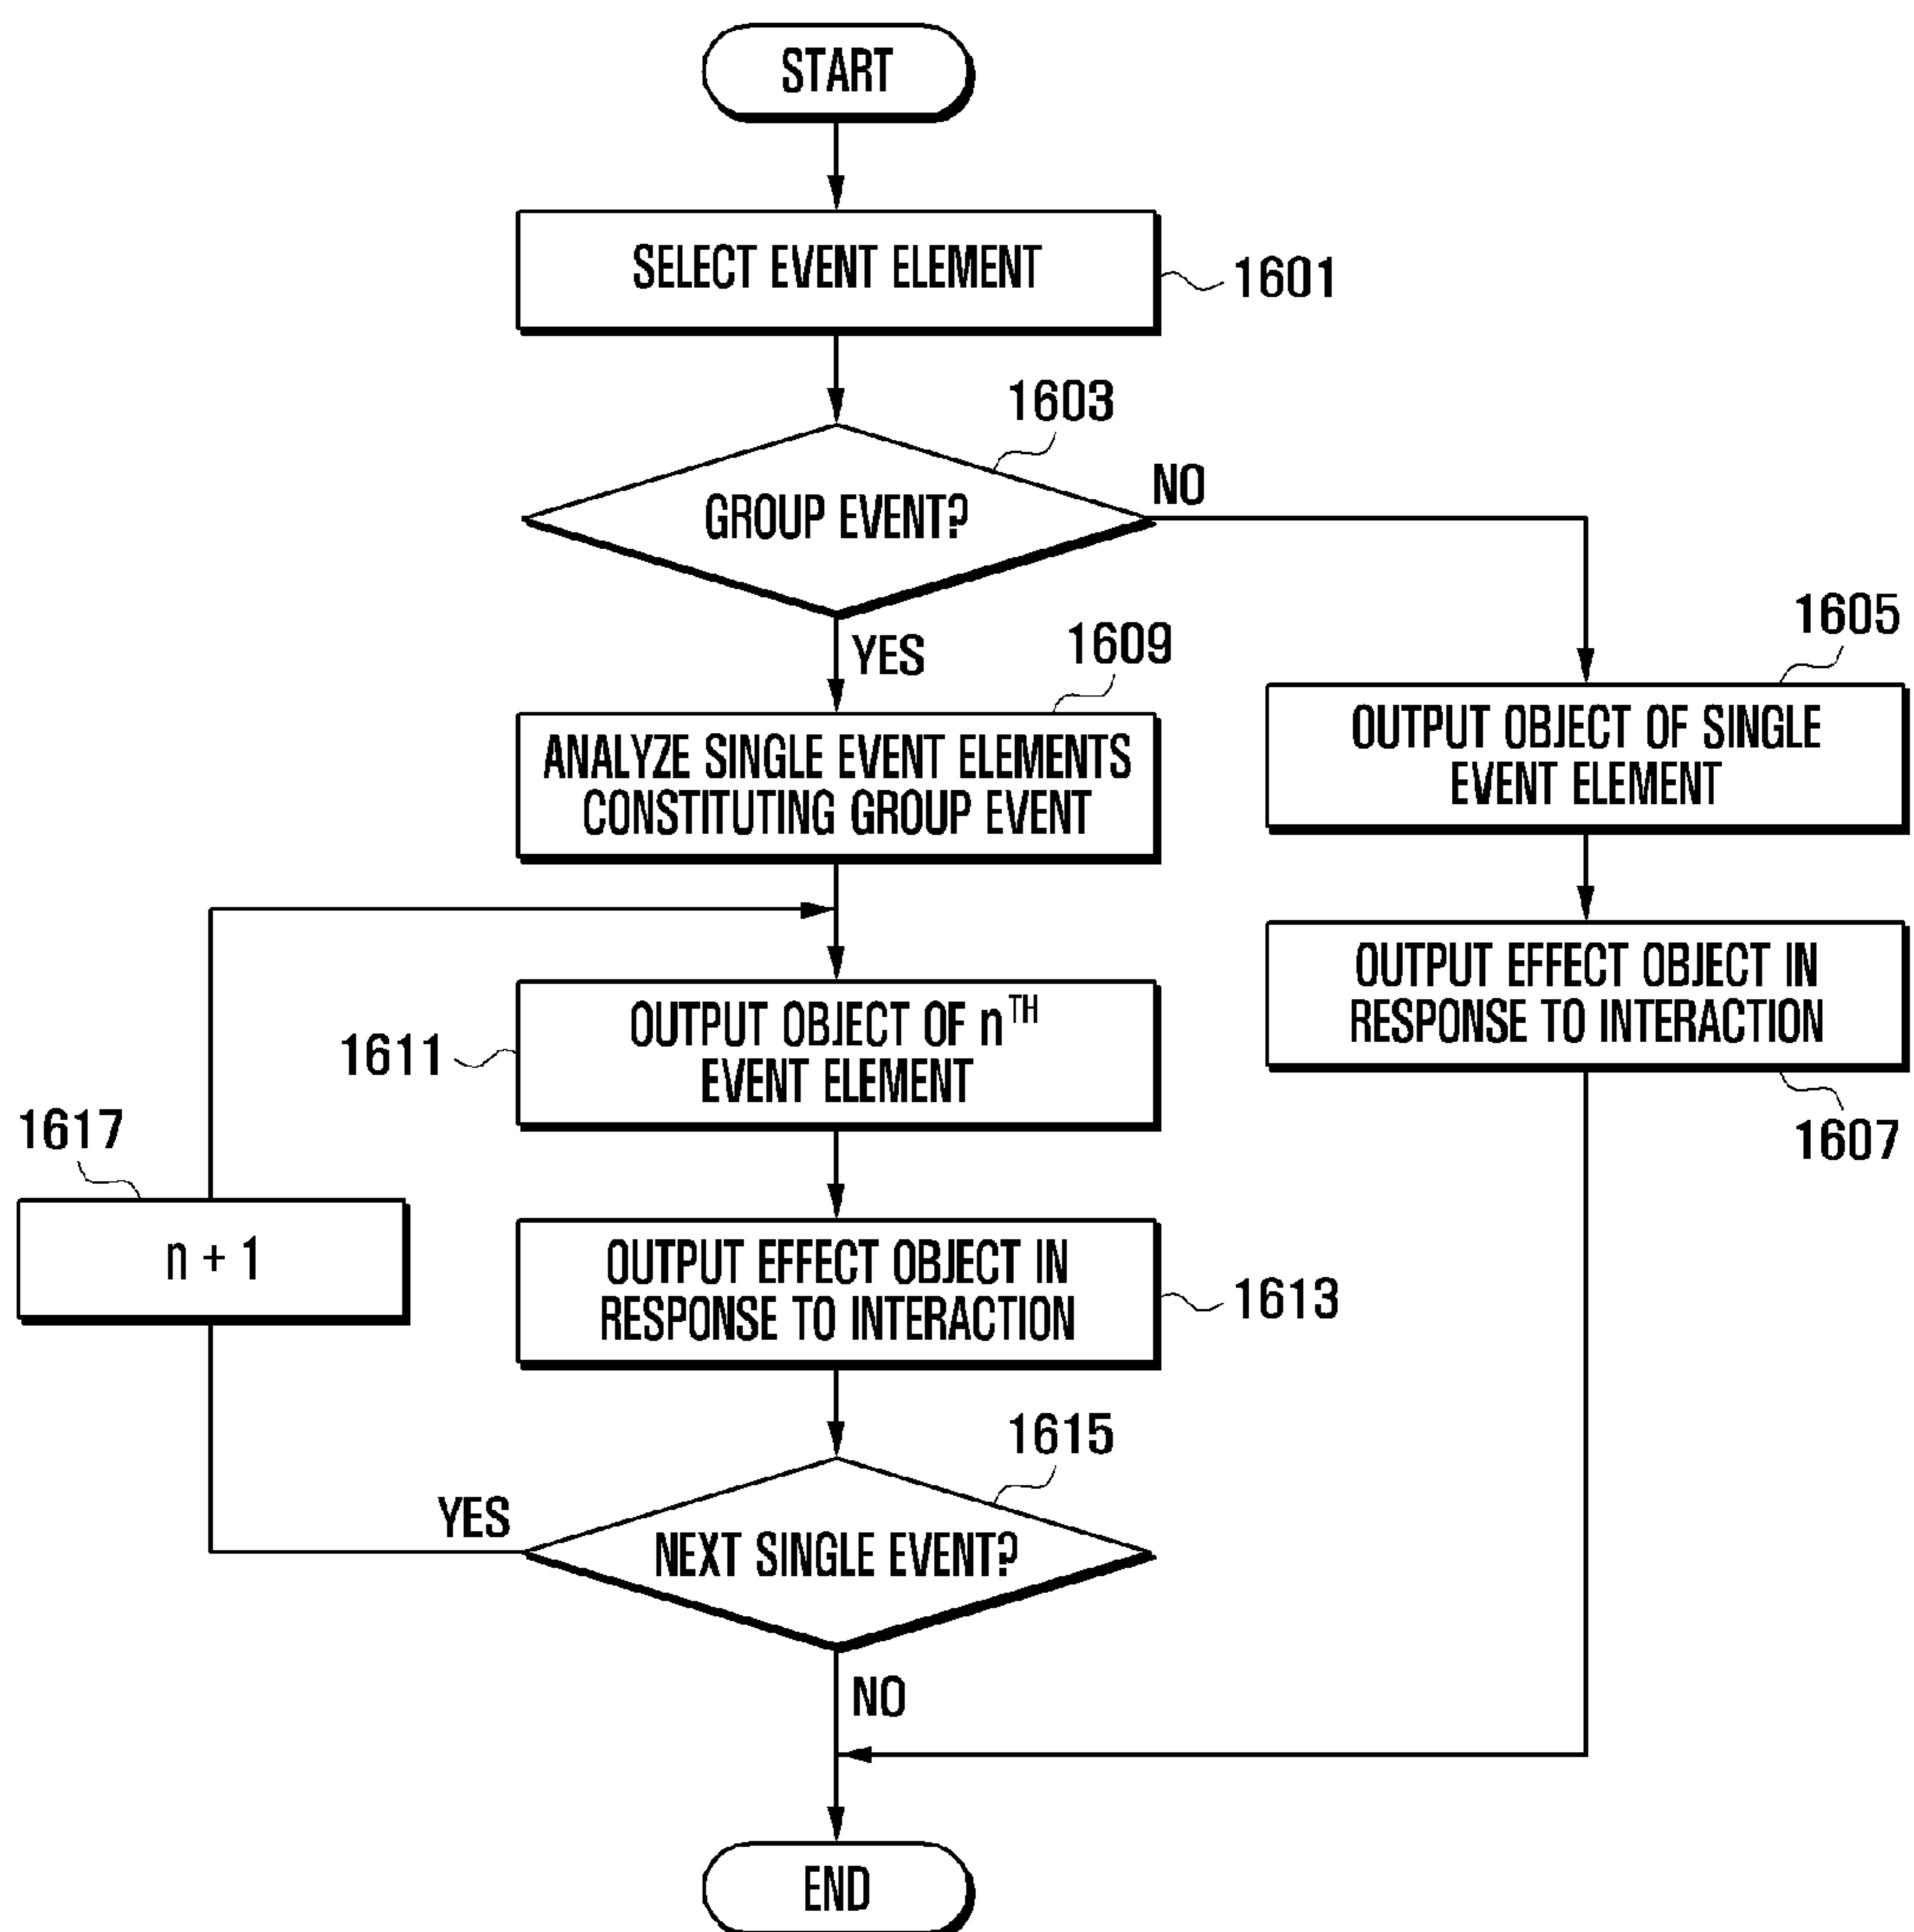 START
SELECT EVENT ELEMENT
1601
1603
GROUP EVENT?
NO
YES
1605
OUTPUT OBJECT OF SINGLE
EVENT ELEMENT
1609
ANALYZE SINGLE EVENT ELEMENTS
CONSTITUTING GROUP EVENT
OUTPUT EFFECT OBJECT IN
RESPONSE TO INTERACTION
1607
OUTPUT OBJECT OF nTH
EVENT ELEMENT
1611
1617
n + 1
OUTPUT EFFECT OBJECT IN
RESPONSE TO INTERACTION
1613
1615
NEXT SINGLE EVENT?
YES
NO
END